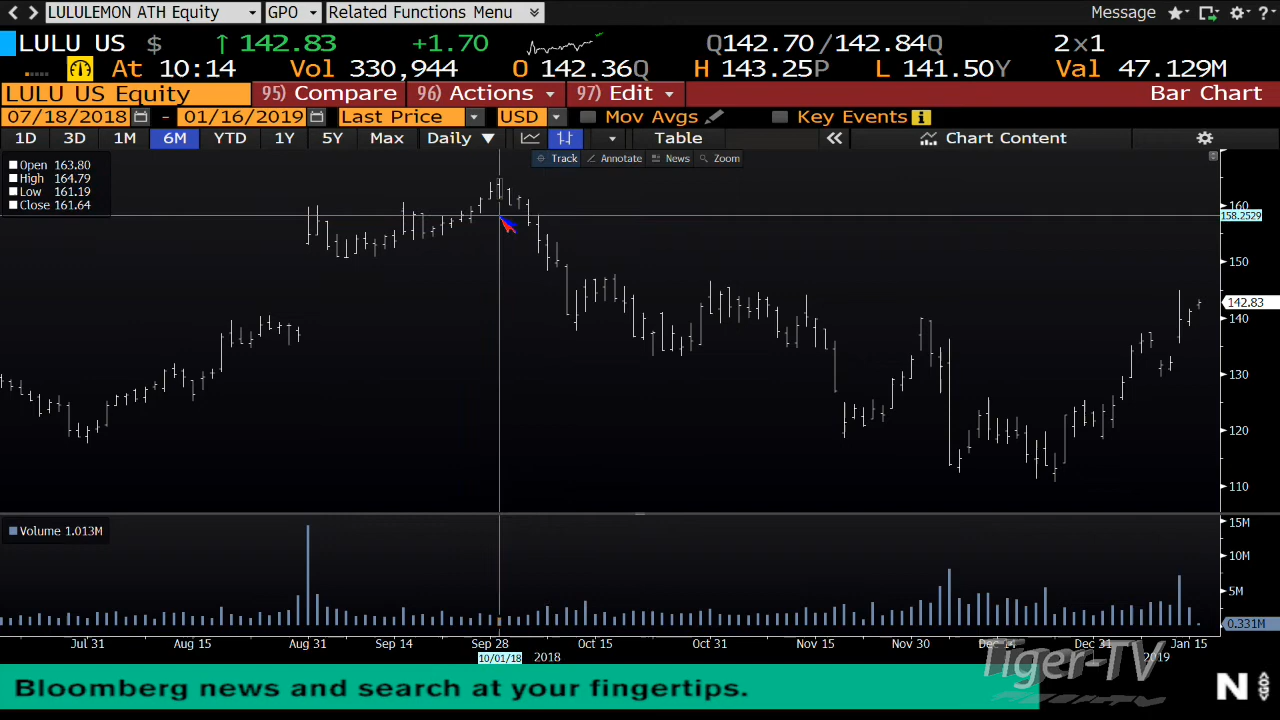 LULULEMON ATH Equity GPO Related Functions Menu Message
LULU US $ ↑ 142.83 +1.70 Q142.70 / 142.84Q 2×1
At 10:14 Vol 330,944 O 142.36Q H 143.25P L 141.50Y Val 47.129M
LULU US Equity 95) Compare 96) Actions 97) Edit Bar Chart
07/18/2018 - 01/16/2019 Last Price USD Mov Avgs Key Events i
1D 3D 1M 6M YTD 1Y 5Y Max Daily ▼ Table « Chart Content
Track Annotate News Zoom
Open 163.80
High 164.79
Low 161.19
Close 161.64
160
158.2529
150
142.83
140
130
120
110
Volume 1.013M
15M
10M
5M
0.331M
Jul 31 Aug 15 Aug 31 Sep 14 Sep 28 Oct 15 Oct 31 Nov 15 Nov 30 Dec 14 Dec 31 Jan 15
10/01/18 2018 2019
Tiger-TV
Bloomberg news and search at your fingertips.